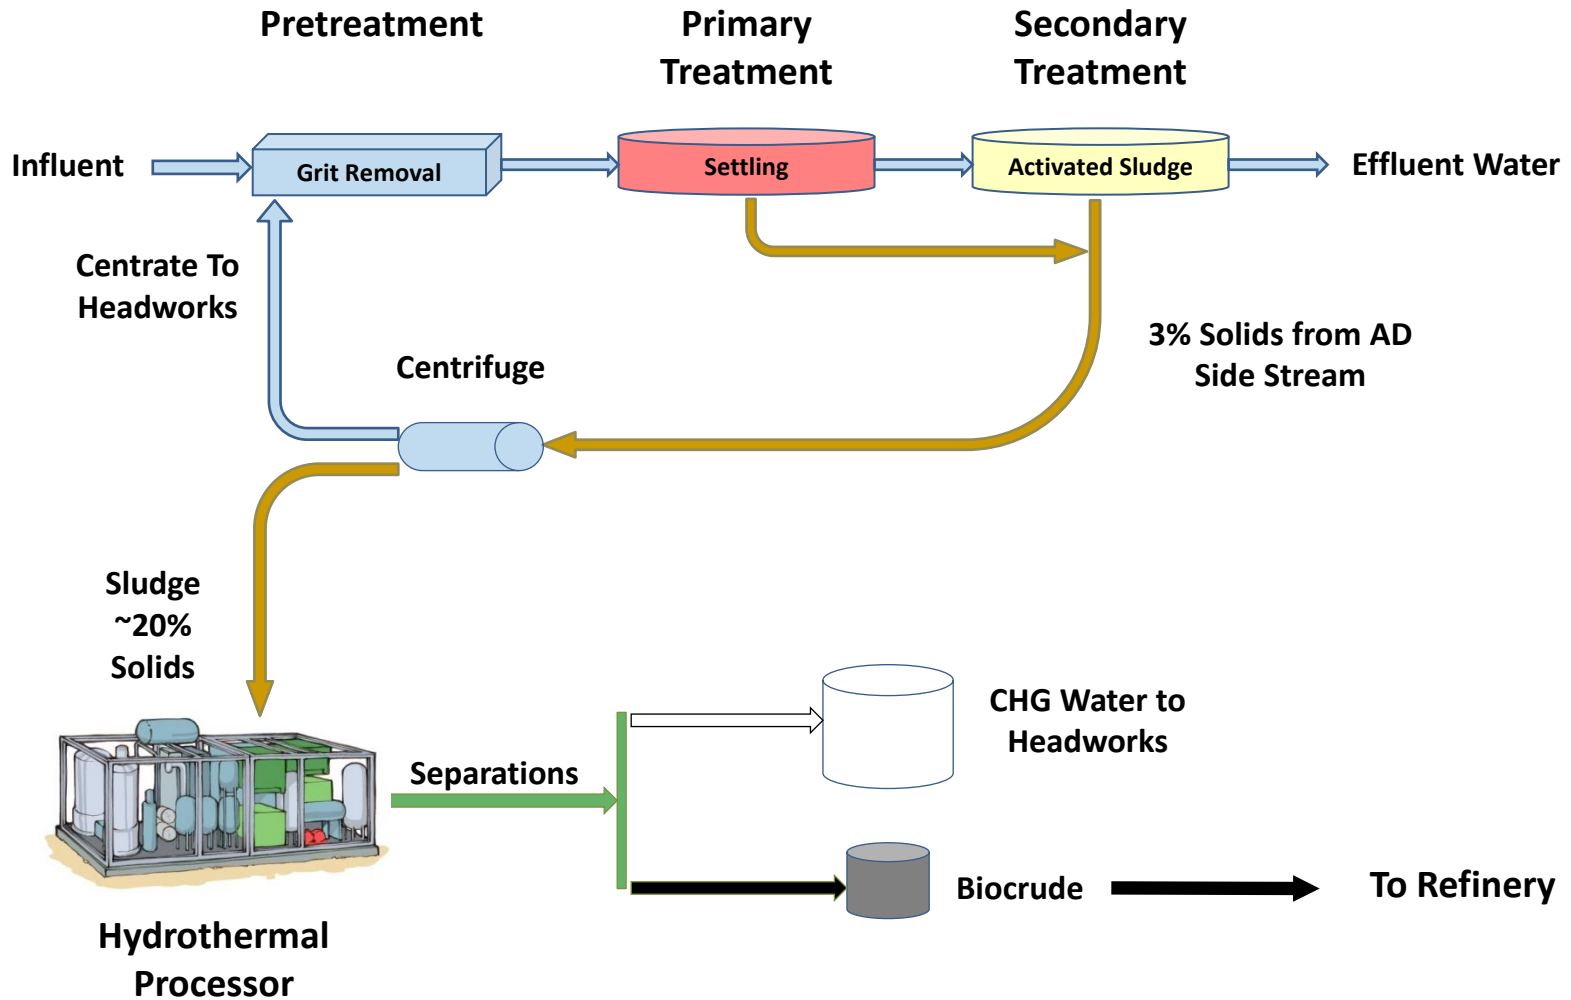 Pretreatment
Primary
Treatment
Secondary
Treatment
Influent
Grit Removal
Settling
Activated Sludge
Effluent Water
Centrate To
Headworks
Centrifuge
3% Solids from AD
Side Stream
Sludge
~20%
Solids
Separations
CHG Water to
Headworks
Biocrude
To Refinery
Hydrothermal
Processor